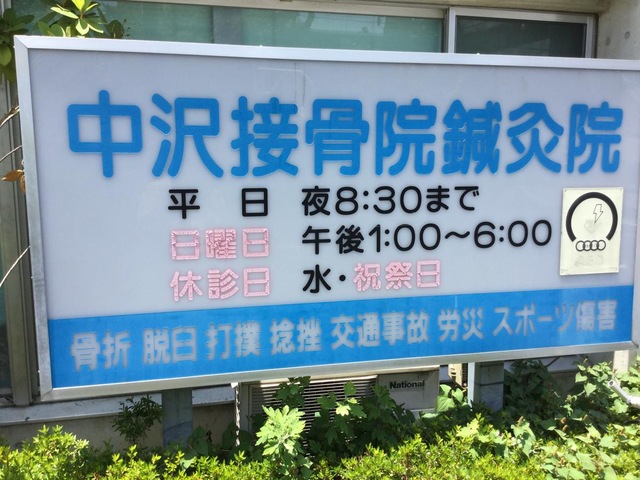 中沢接骨院鍼灸院
平日 夜8:30まで
日曜日 午後1:00〜6:00
休診日 水・祝祭日
骨折 脱臼 打撲 捻挫 交通事故 労災 スポーツ傷害
National